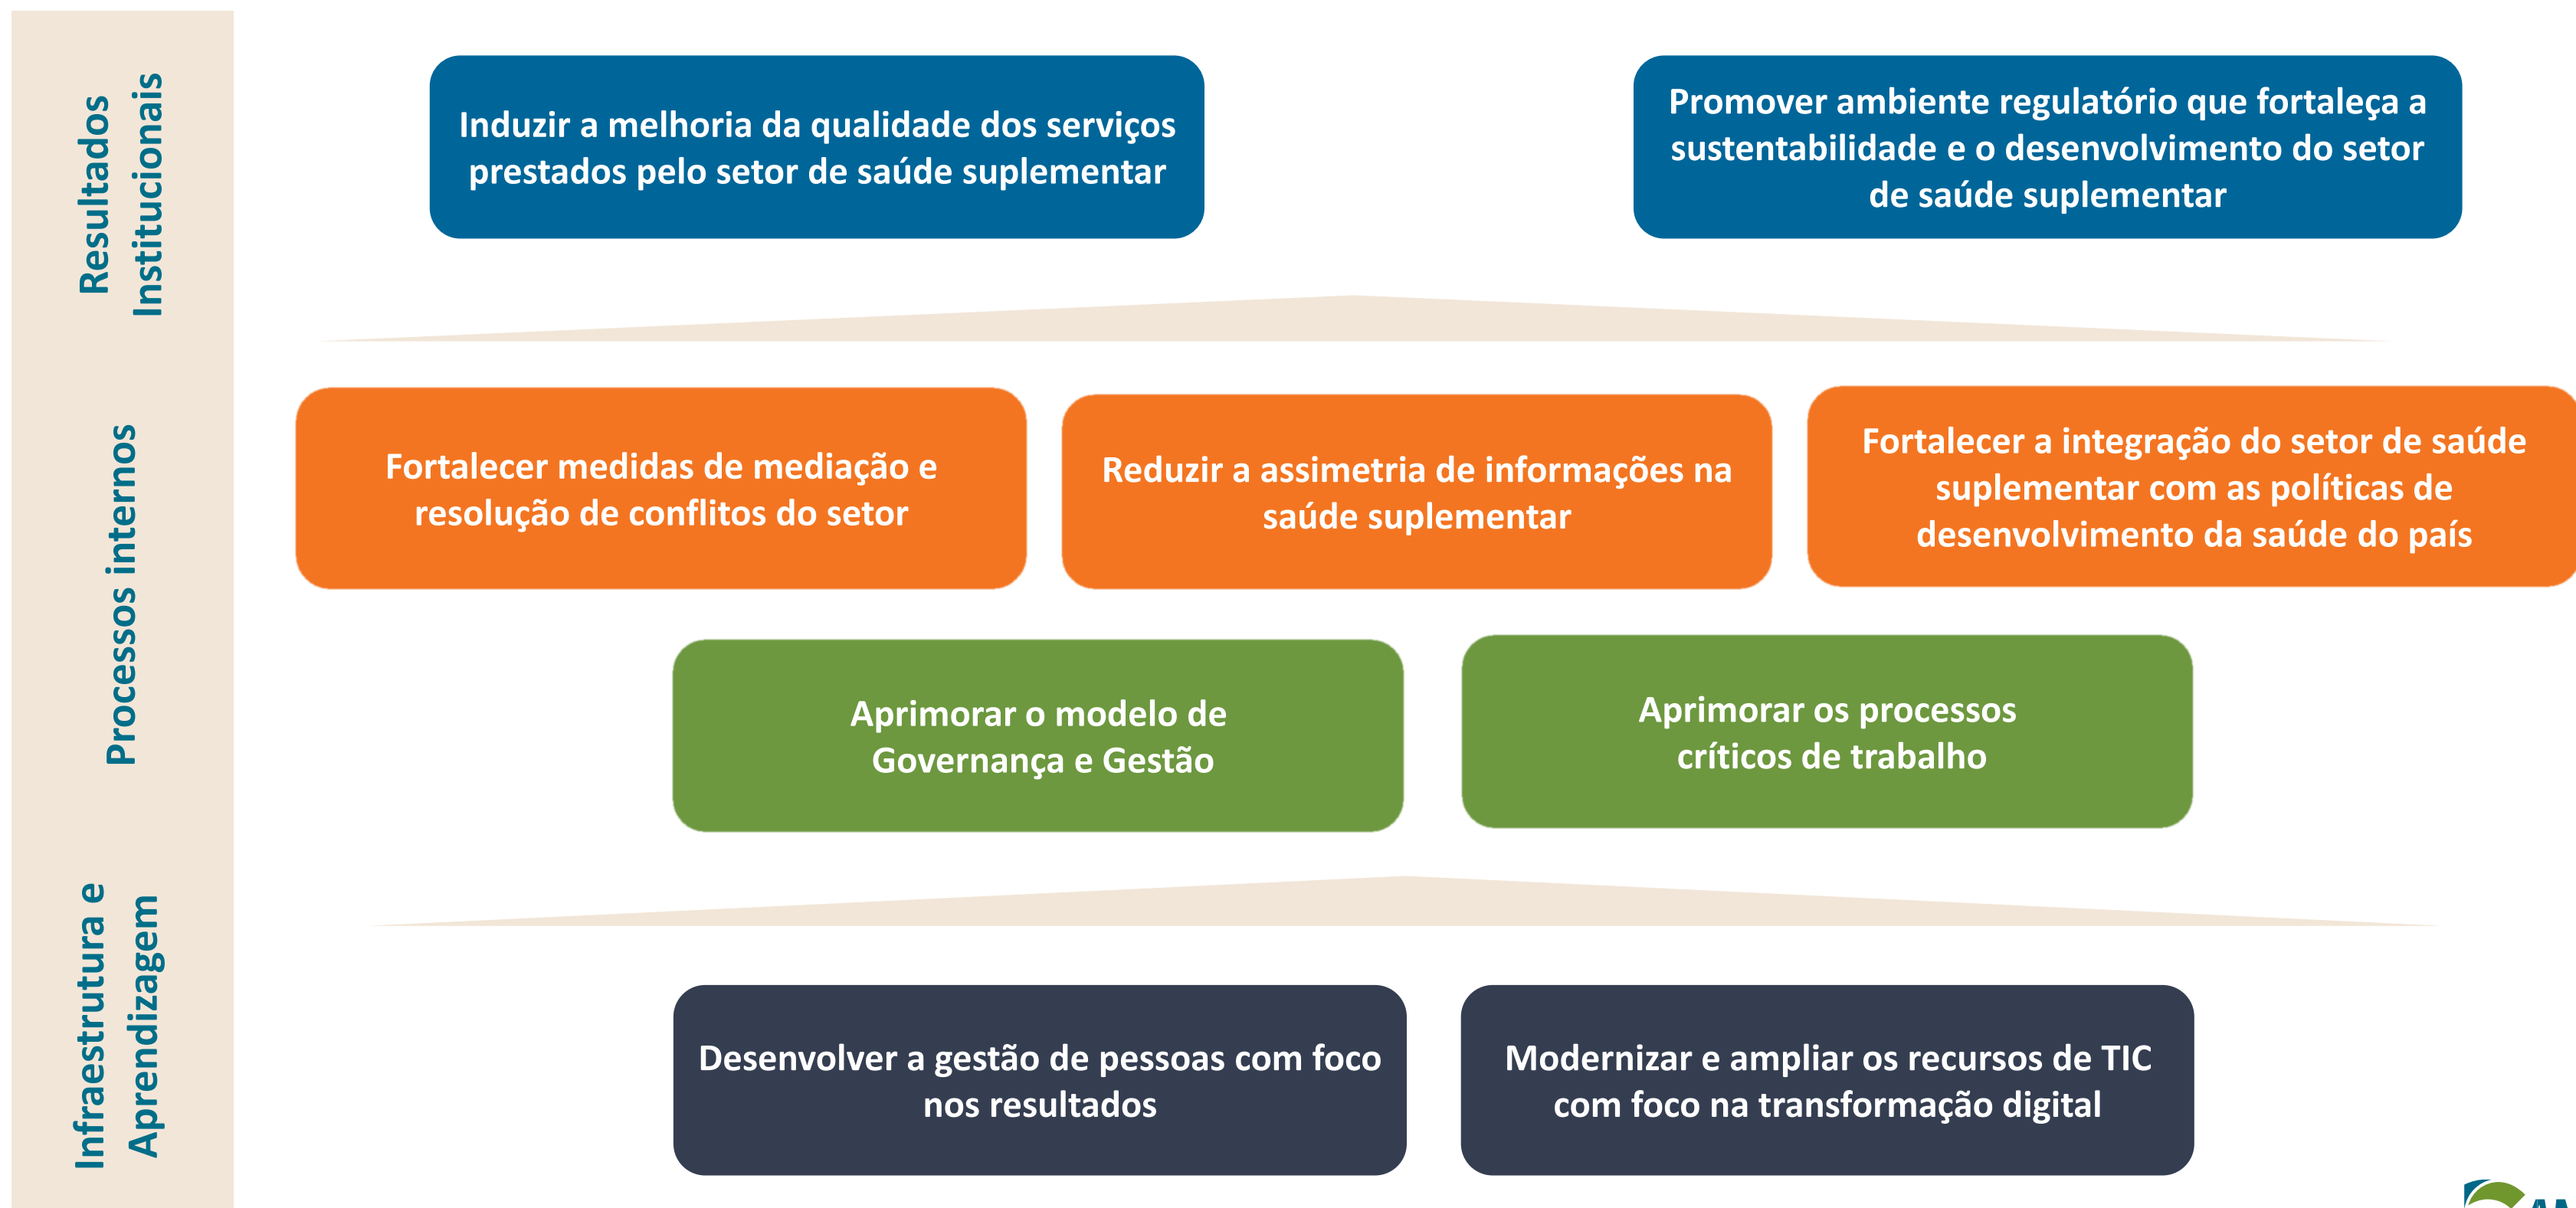 Resultados
Institucionais
Induzir a melhoria da qualidade dos serviços
prestados pelo setor de saúde suplementar
Promover ambiente regulatório que fortaleça a
sustentabilidade e o desenvolvimento do setor
de saúde suplementar
Processos internos
Fortalecer medidas de mediação e
resolução de conflitos do setor
Reduzir a assimetria de informações na
saúde suplementar
Fortalecer a integração do setor de saúde
suplementar com as políticas de
desenvolvimento da saúde do país
Aprimorar o modelo de
Governança e Gestão
Aprimorar os processos
críticos de trabalho
Infraestrutura e
Aprendizagem
Desenvolver a gestão de pessoas com foco
nos resultados
Modernizar e ampliar os recursos de TIC
com foco na transformação digital